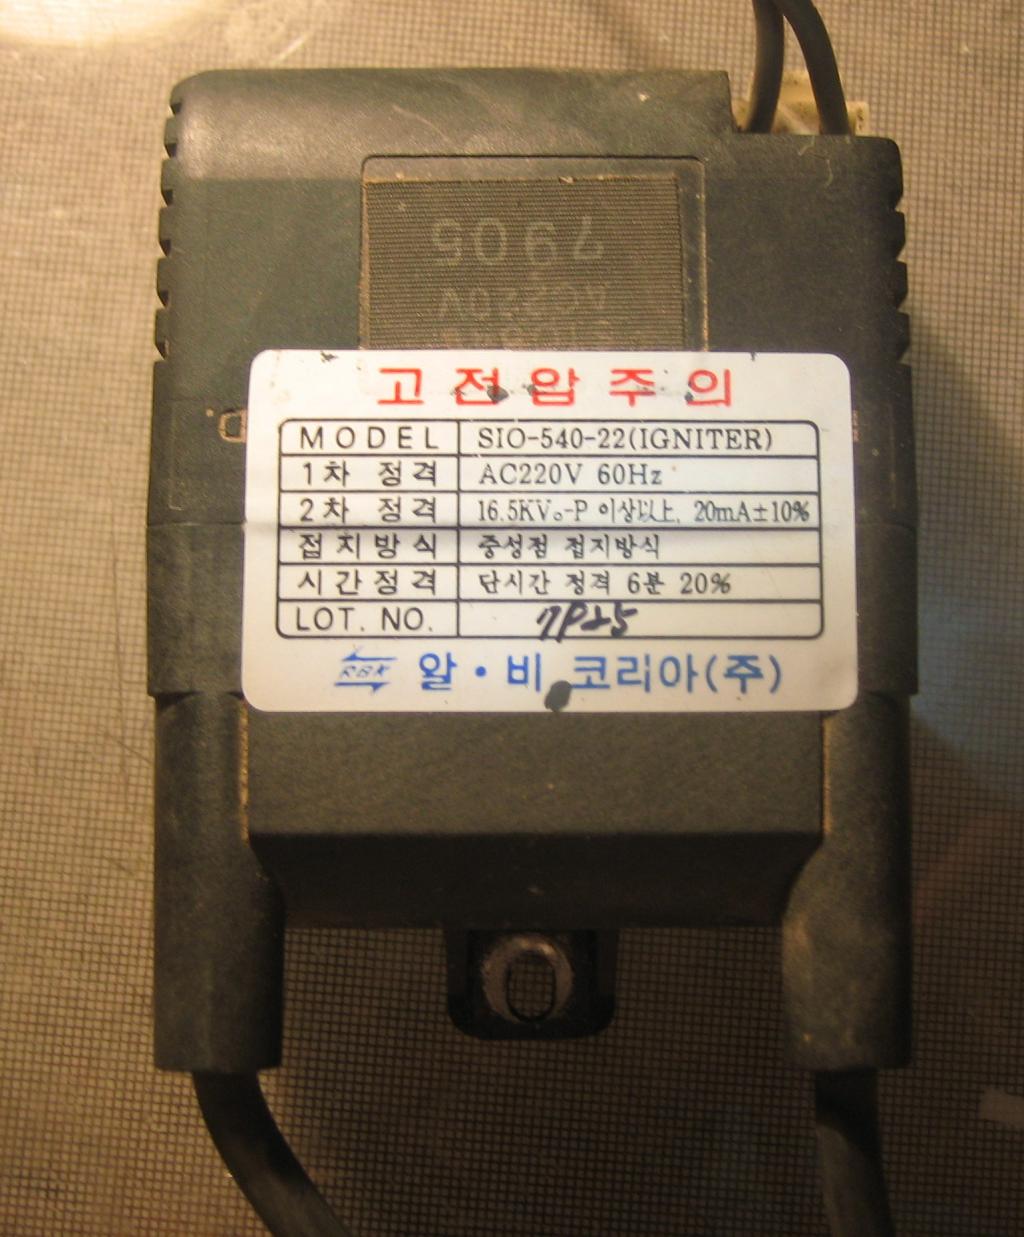 7905
AC220V
고전압주의
MODEL SIO-540-22(IGNITER)
1차 정격 AC220V 60Hz
2차 정격 16.5KV₀-P 이상以上, 20mA±10%
접지방식 중성점 접지방식
시간정격 단시간 정격 6분 20%
LOT. NO. 7P25
RBK 알·비 코리아(주)